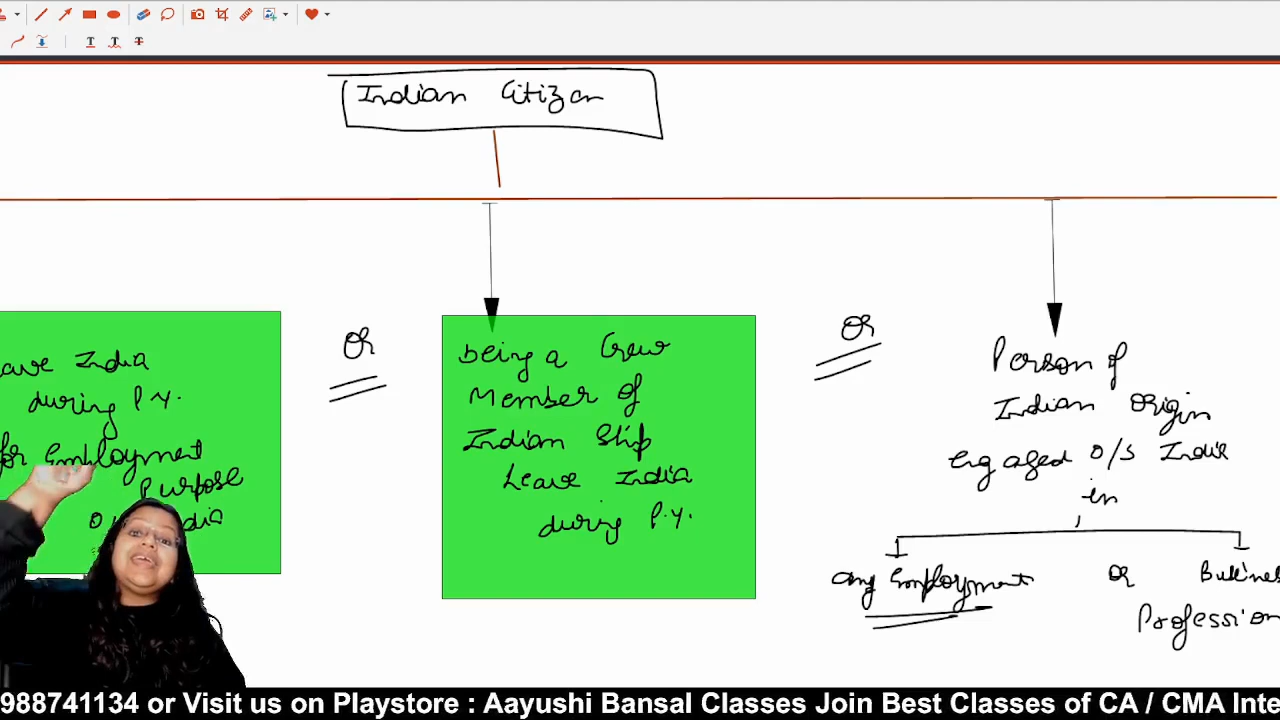 Indian Citizen
Leave India
during P.Y.
for Employment
Purpose
or
being a Crew
Member of
Indian Ship
Leave India
during P.Y.
or
Person of
Indian Origin
engaged o/s India
in
any Employment or
Profession
988741134 or Visit us on Playstore : Aayushi Bansal Classes Join Best Classes of CA / CMA Inte